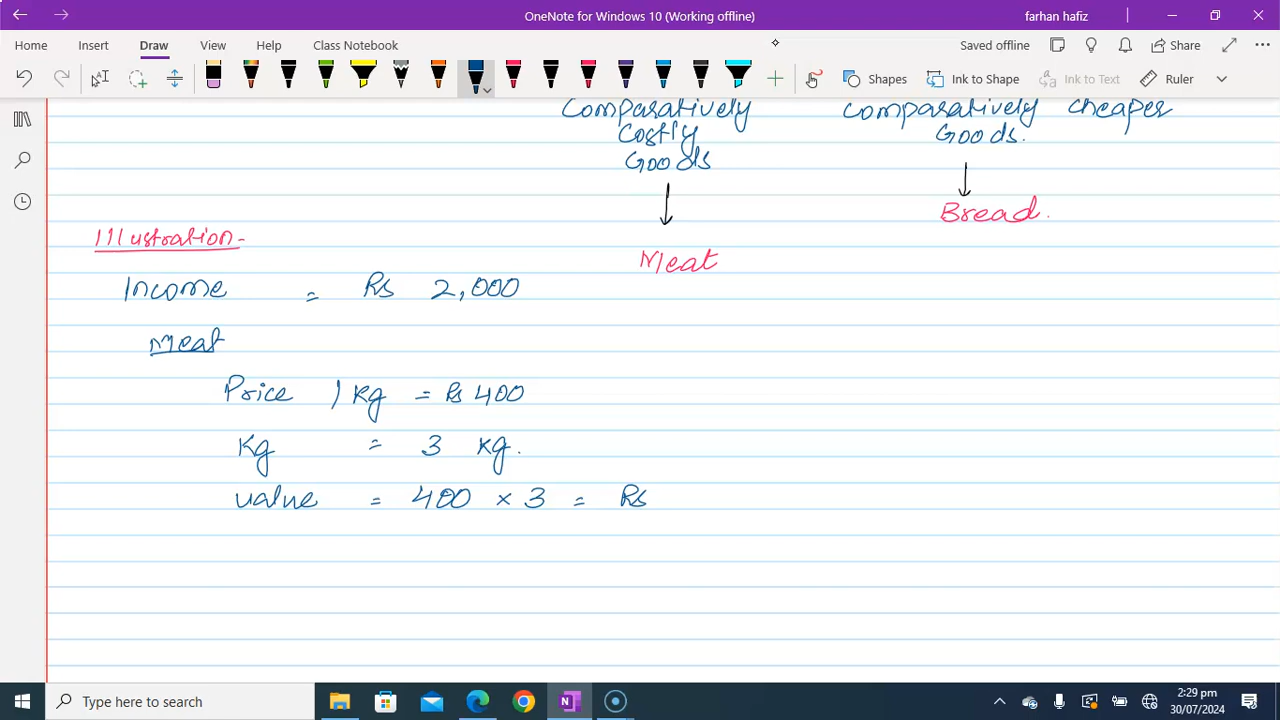 OneNote for Windows 10 (Working offline)
farhan hafiz
Home Insert Draw View Help Class Notebook
Saved offline
Share
Shapes
Ink to Shape
Ink to Text
Ruler
Comparatively
Costly
Goods
Comparatively Cheaper
Goods.
Bread.
Meat
Illustration-
Income = Rs 2,000
Meat
Price / Kg = Rs 400
Kg = 3 Kg.
value = 400 × 3 = Rs
Type here to search
2:29 pm
30/07/2024